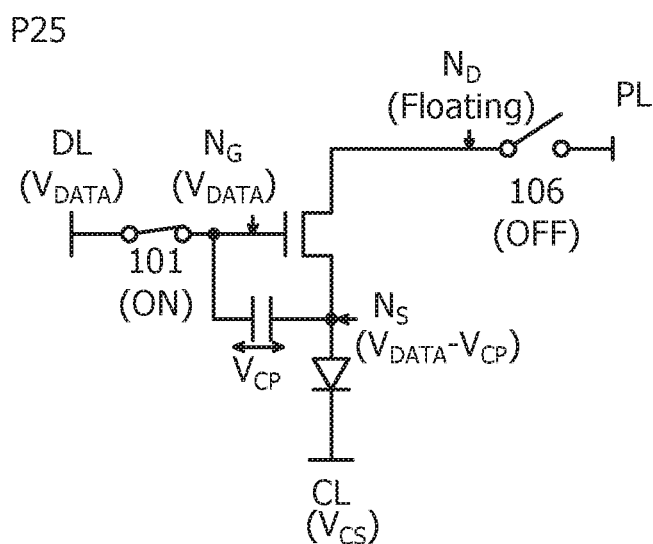 P25
N_D
(Floating)
PL
DL
(V_DATA)
N_G
(V_DATA)
106
(OFF)
101
(ON)
N_S
(V_DATA-V_CP)
V_CP
CL
(V_CS)